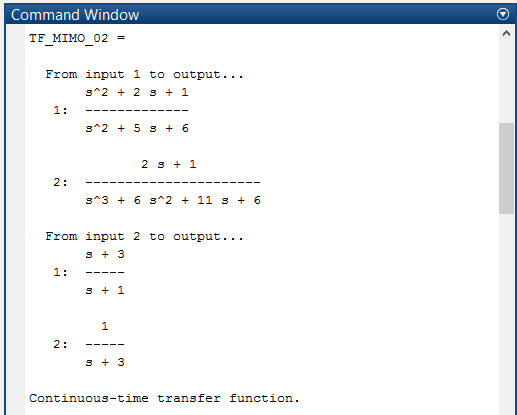 Command Window
TF_MIMO_02 =
From input 1 to output...
s^2 + 2 s + 1
1: -------------
s^2 + 5 s + 6
2 s + 1
2: ----------------------
s^3 + 6 s^2 + 11 s + 6
From input 2 to output...
s + 3
1: -----
s + 1
1
2: -----
s + 3
Continuous-time transfer function.